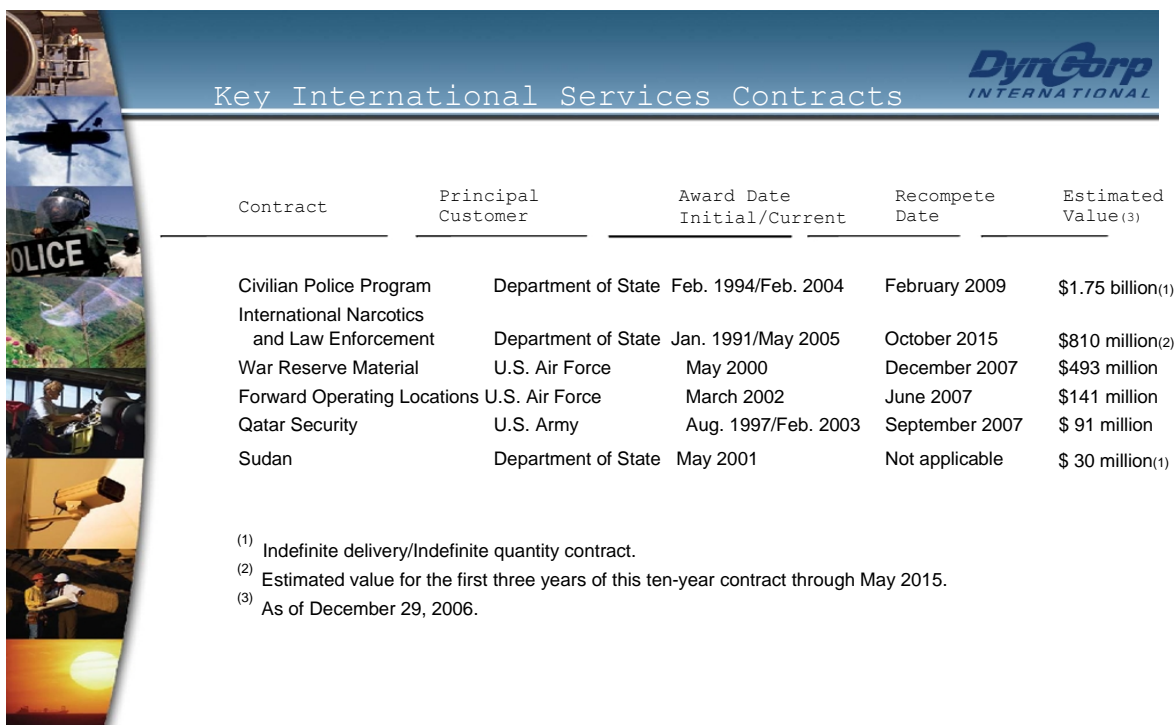 DynCorp
INTERNATIONAL
Key International Services Contracts
Contract Principal Customer Award Date Initial/Current Recompete Date Estimated Value(3)
Civilian Police Program Department of State Feb. 1994/Feb. 2004 February 2009 $1.75 billion(1)
International Narcotics
and Law Enforcement Department of State Jan. 1991/May 2005 October 2015 $810 million(2)
War Reserve Material U.S. Air Force May 2000 December 2007 $493 million
Forward Operating Locations U.S. Air Force March 2002 June 2007 $141 million
Qatar Security U.S. Army Aug. 1997/Feb. 2003 September 2007 $ 91 million
Sudan Department of State May 2001 Not applicable $ 30 million(1)
(1) Indefinite delivery/Indefinite quantity contract.
(2) Estimated value for the first three years of this ten-year contract through May 2015.
(3) As of December 29, 2006.
POLICE